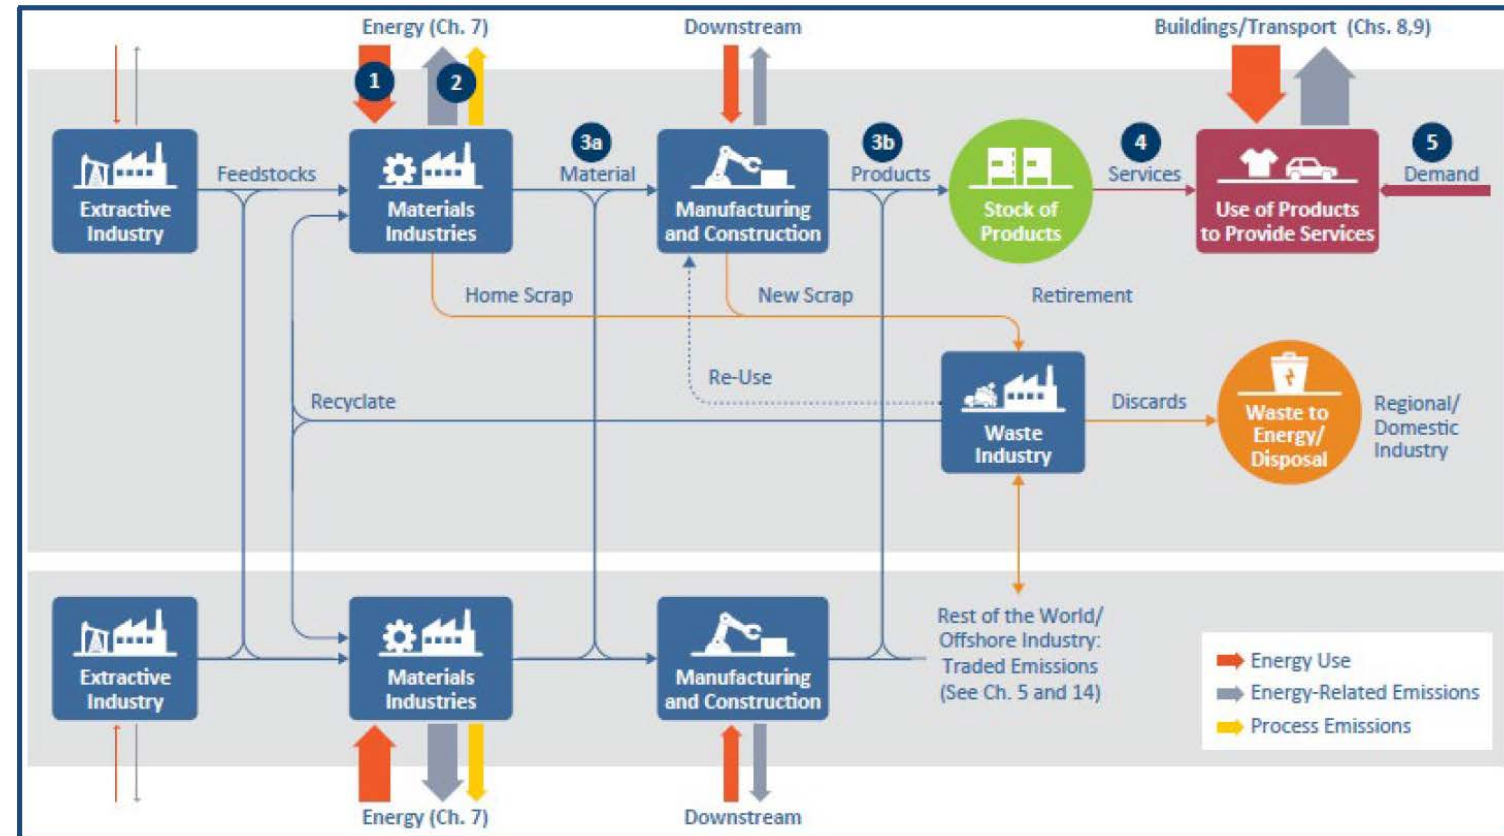 Energy (Ch. 7)
Downstream
Buildings/Transport (Chs. 8,9)
1
2
3a
3b
4
5
Feedstocks
Material
Products
Services
Demand
Extractive
Industry
Materials
Industries
Manufacturing
and Construction
Stock of
Products
Use of Products
to Provide Services
Home Scrap
New Scrap
Retirement
Re-Use
Recyclate
Waste
Industry
Discards
Waste to
Energy/
Disposal
Regional/
Domestic
Industry
Extractive
Industry
Materials
Industries
Manufacturing
and Construction
Rest of the World/
Offshore Industry:
Traded Emissions
(See Ch. 5 and 14)
Energy Use
Energy-Related Emissions
Process Emissions
Energy (Ch. 7)
Downstream